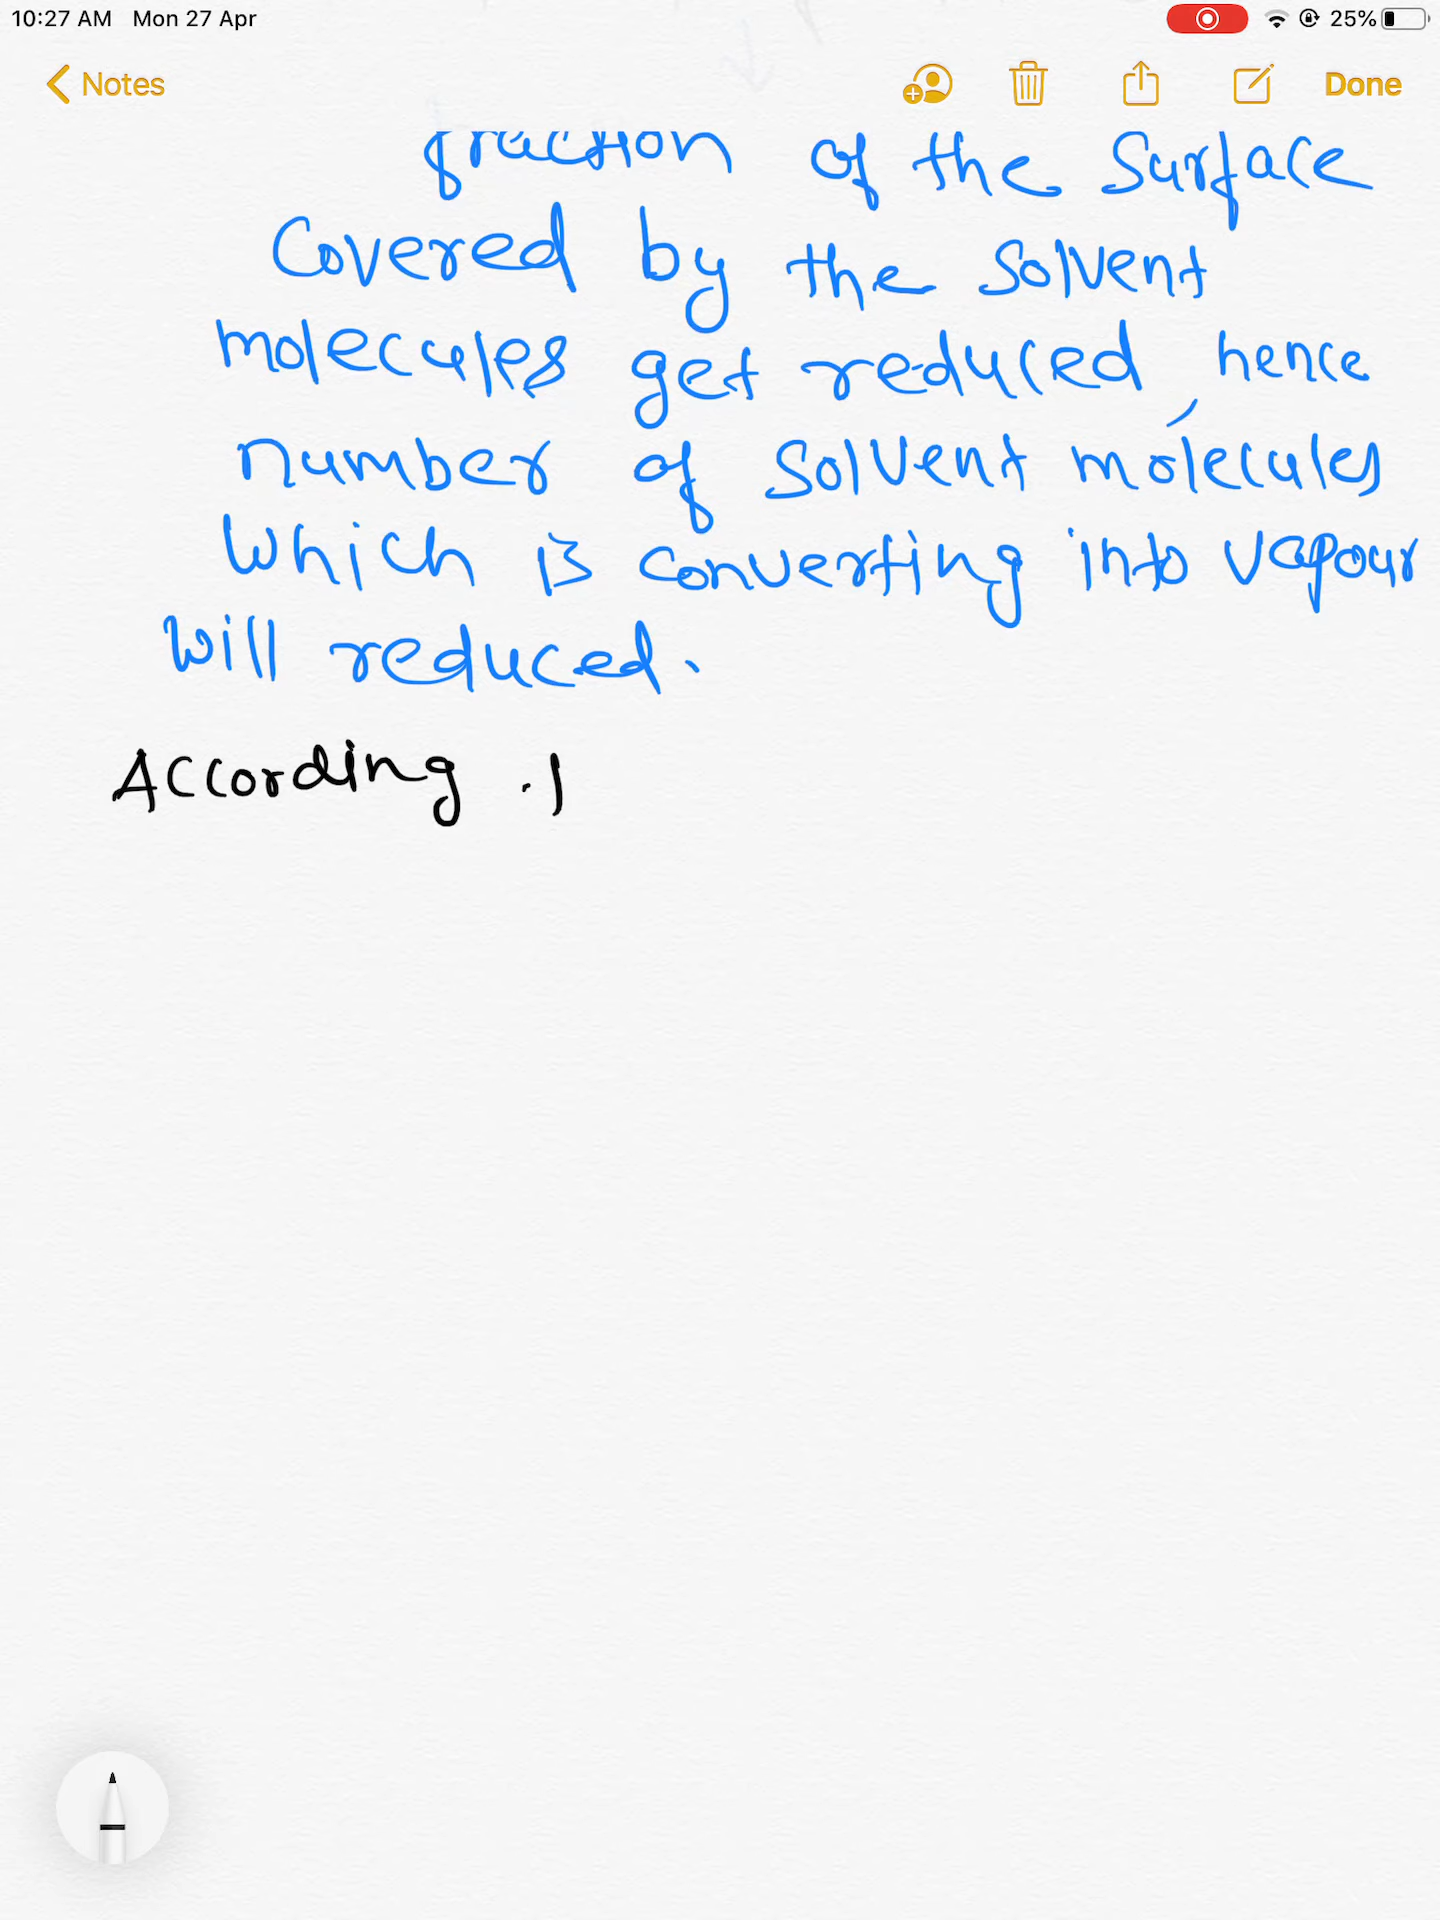 10:27 AM Mon 27 Apr
25%
Notes
Done
fraction of the Surface
Covered by the Solvent
molecules get reduced, hence
number of Solvent molecules
Which is Converting into vapour
Will reduced.
According